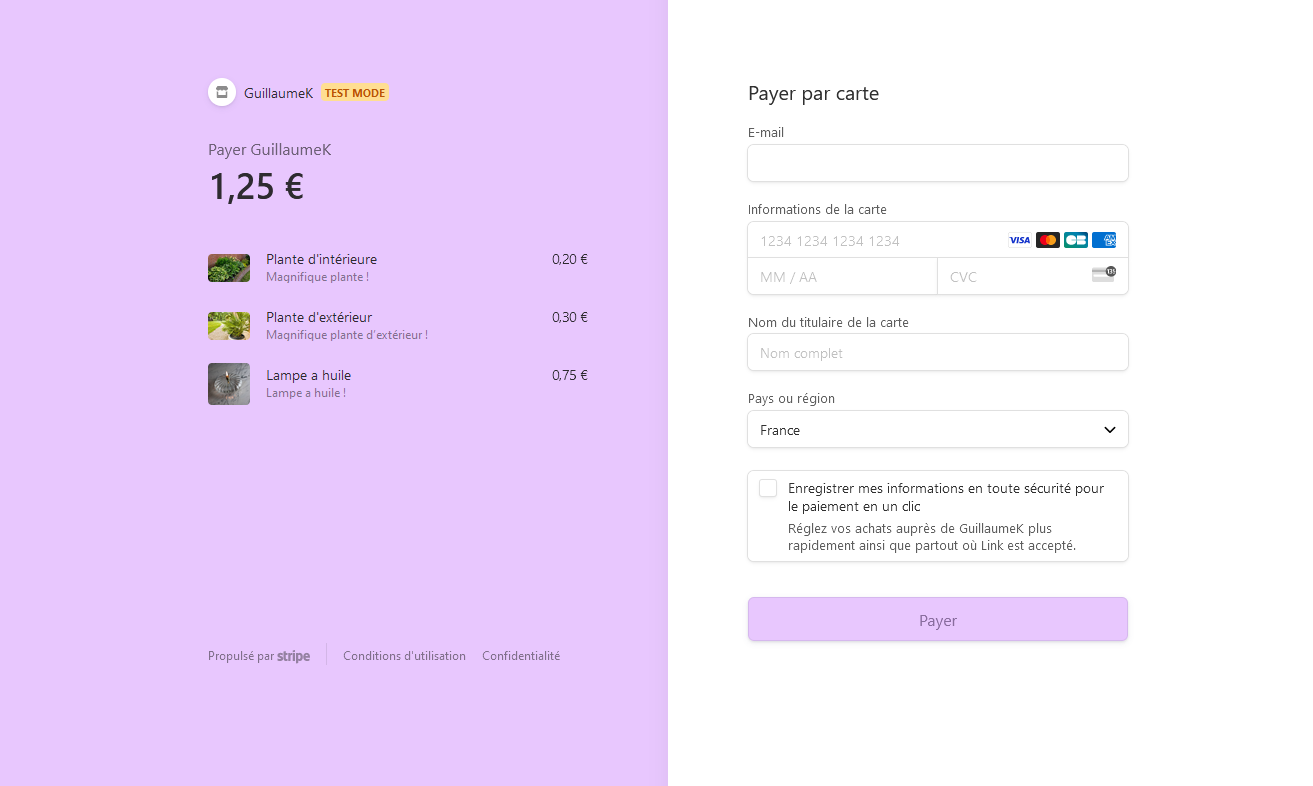 GuillaumeK TEST MODE
Payer GuillaumeK
1,25 €
Plante d'intérieure 0,20 €
Magnifique plante !
Plante d'extérieur 0,30 €
Magnifique plante d'extérieur !
Lampe a huile 0,75 €
Lampe a huile !
Propulsé par stripe Conditions d'utilisation Confidentialité
Payer par carte
E-mail
Informations de la carte
1234 1234 1234 1234 VISA AMEX
MM / AA CVC 135
Nom du titulaire de la carte
Nom complet
Pays ou région
France
Enregistrer mes informations en toute sécurité pour
le paiement en un clic
Réglez vos achats auprès de GuillaumeK plus
rapidement ainsi que partout où Link est accepté.
Payer